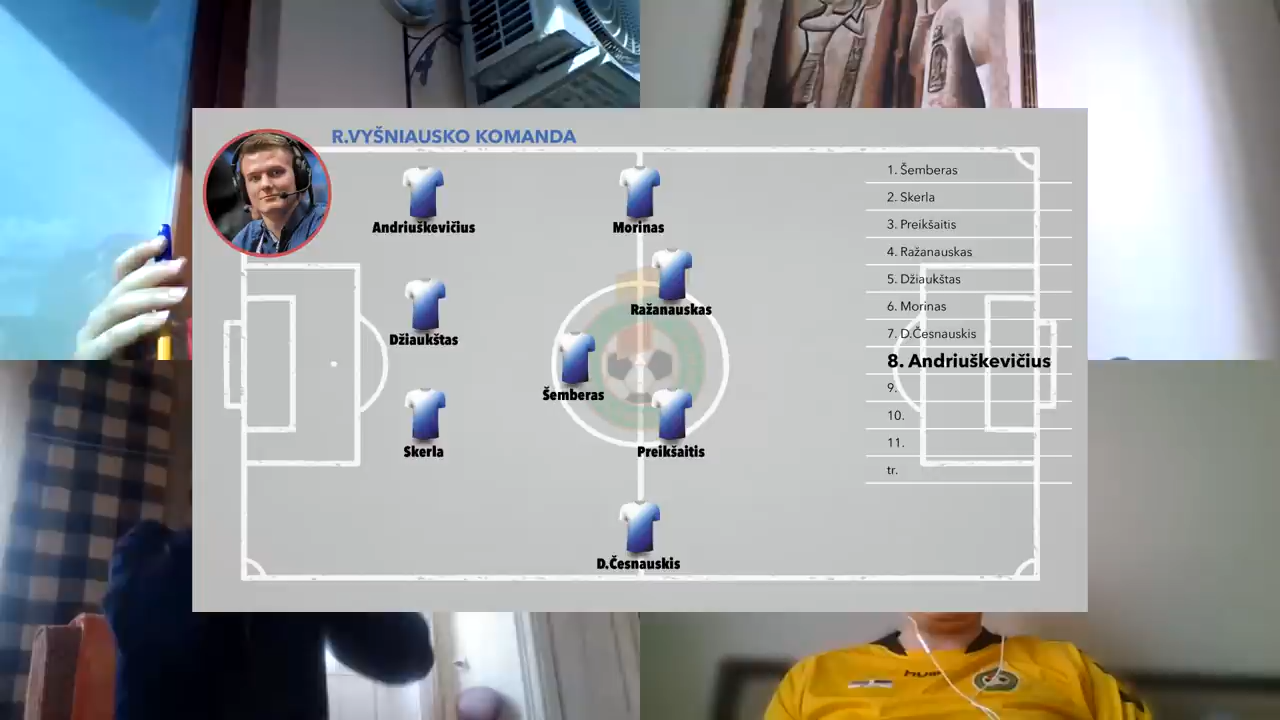 R.VYŠNIAUSKO KOMANDA
Andriuškevičius
Morinas
Ražanauskas
Džiaukštas
Šemberas
Skerla
Preikšaitis
D.Česnauskis
1. Šemberas
2. Skerla
3. Preikšaitis
4. Ražanauskas
5. Džiaukštas
6. Morinas
7. D.Česnauskis
8. Andriuškevičius
9.
10.
11.
tr.